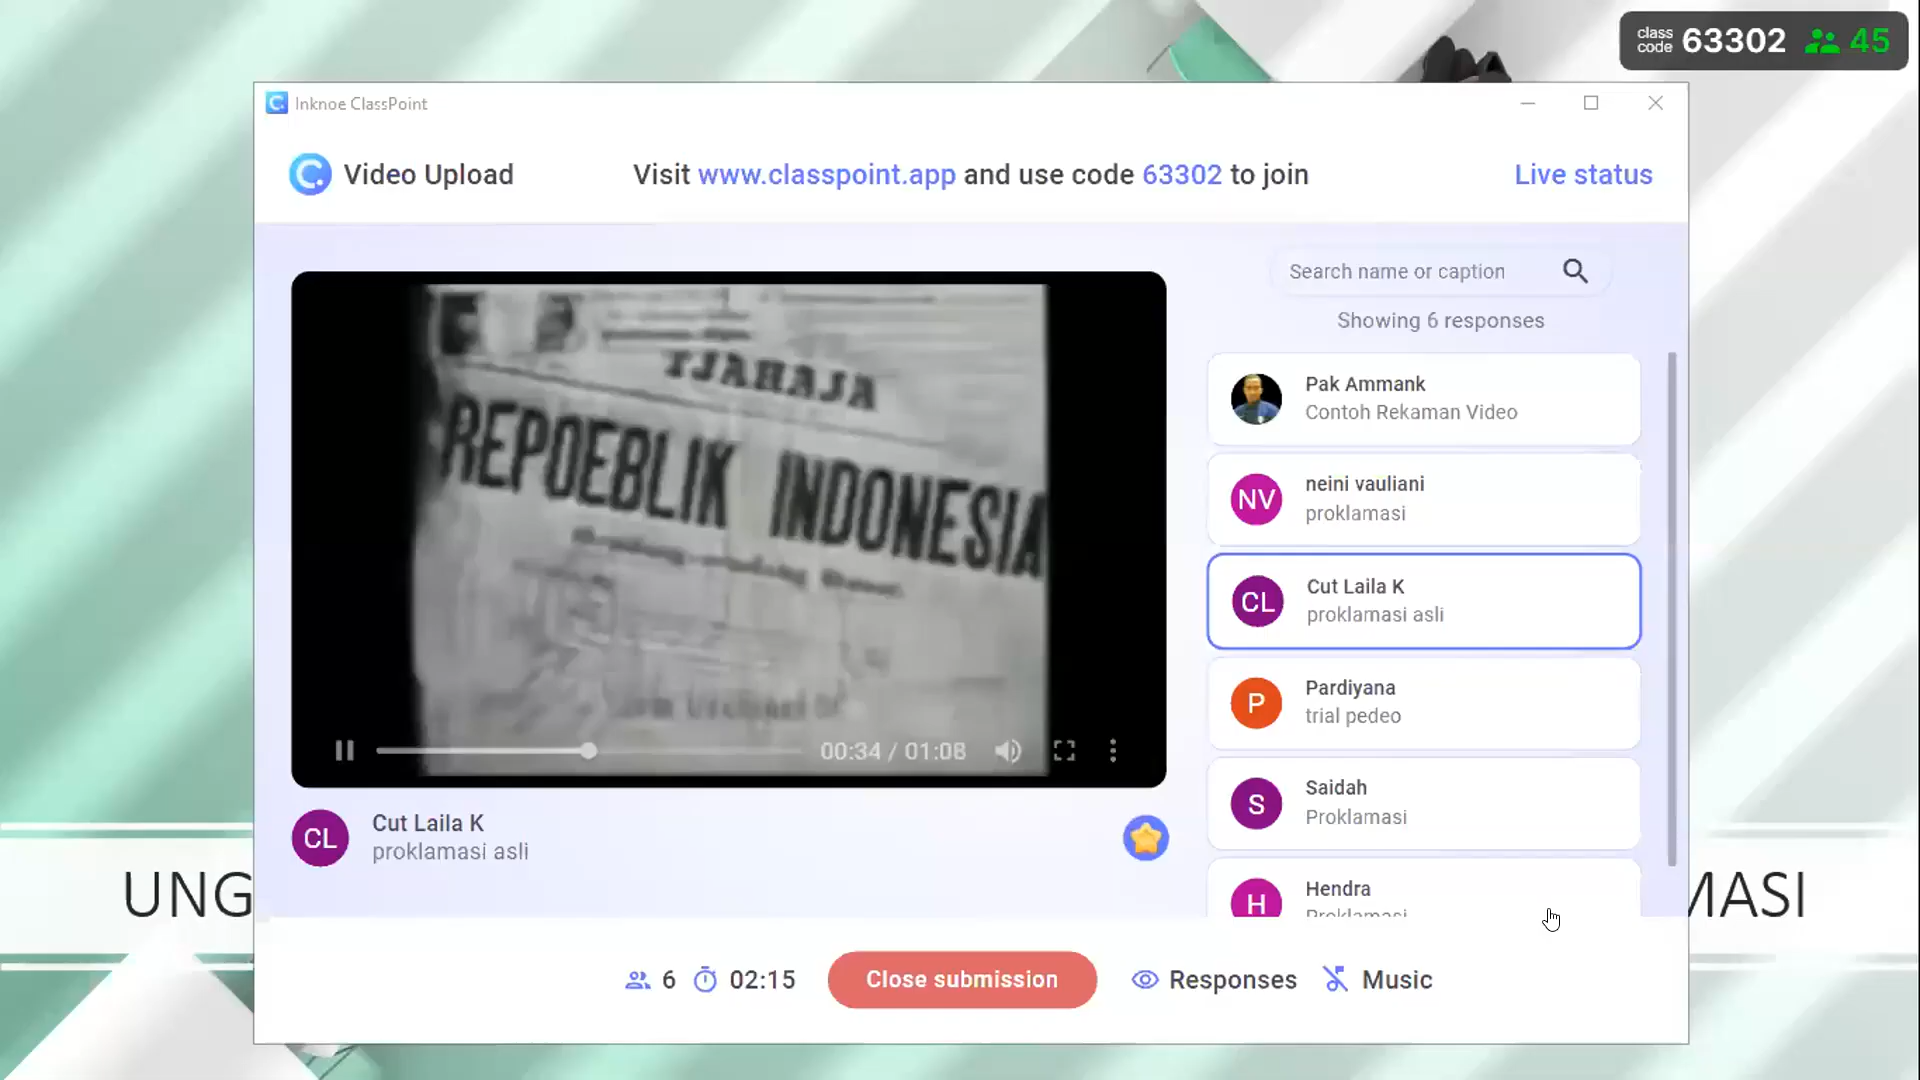 class code 63302 45
Inknoe ClassPoint
Video Upload
Visit www.classpoint.app and use code 63302 to join
Live status
Search name or caption
Showing 6 responses
TJAHAJA
REPOEBLIK INDONESIA
00:34 / 01:08
CL
Cut Laila K
proklamasi asli
Pak Ammank
Contoh Rekaman Video
NV
neini vauliani
proklamasi
CL
Cut Laila K
proklamasi asli
P
Pardiyana
trial pedeo
S
Saidah
Proklamasi
H
Hendra
Proklamasi
UNG
MASI
6
02:15
Close submission
Responses
Music